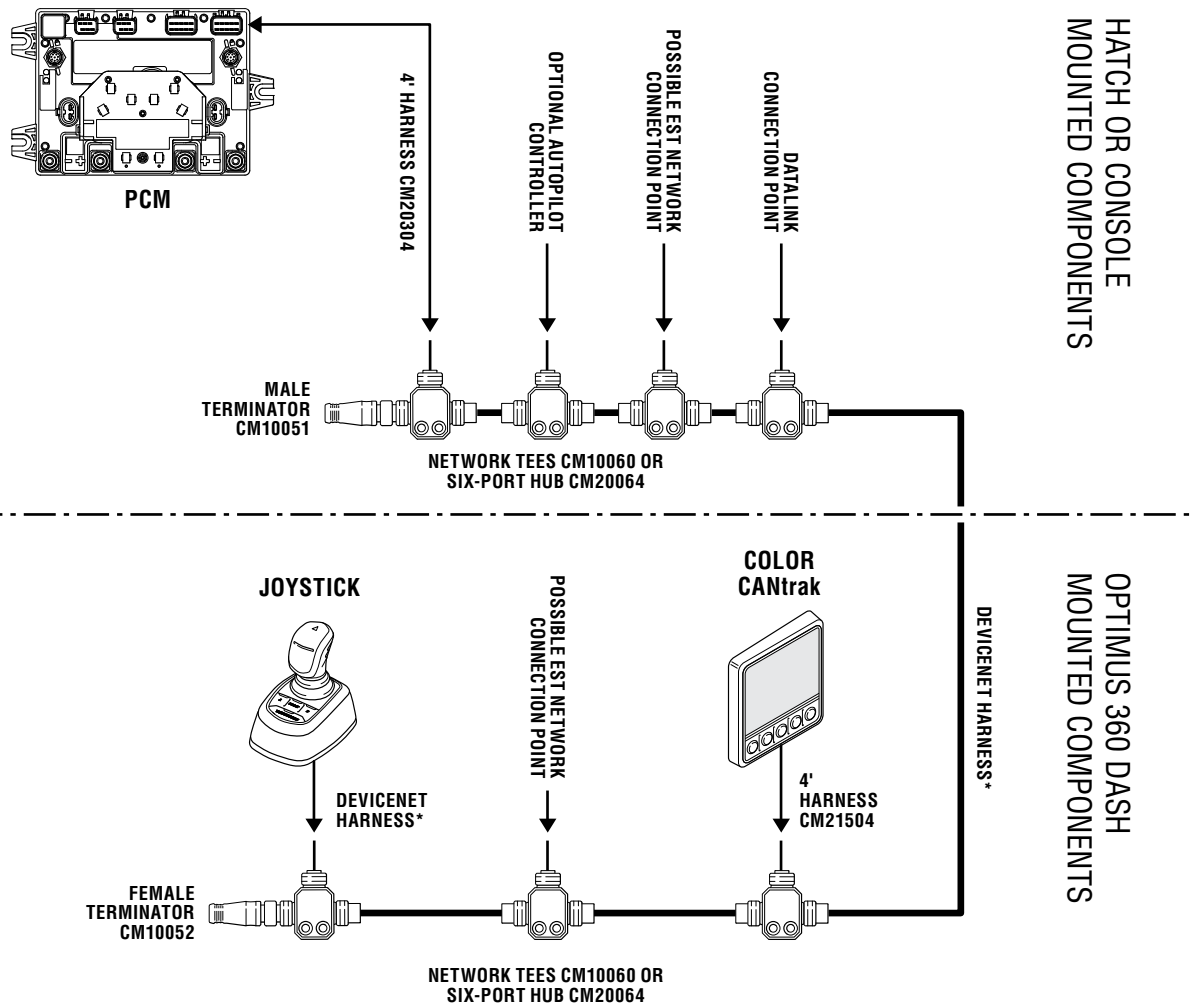 HATCH OR CONSOLE
MOUNTED COMPONENTS
PCM
4' HARNESS CM20304
OPTIONAL AUTOPILOT
CONTROLLER
POSSIBLE EST NETWORK
CONNECTION POINT
DATALINK
CONNECTION POINT
MALE
TERMINATOR
CM10051
NETWORK TEES CM10060 OR
SIX-PORT HUB CM20064
OPTIMUS 360 DASH
MOUNTED COMPONENTS
JOYSTICK
DEVICENET
HARNESS*
POSSIBLE EST NETWORK
CONNECTION POINT
COLOR
CANtrak
4'
HARNESS
CM21504
DEVICENET HARNESS*
FEMALE
TERMINATOR
CM10052
NETWORK TEES CM10060 OR
SIX-PORT HUB CM20064